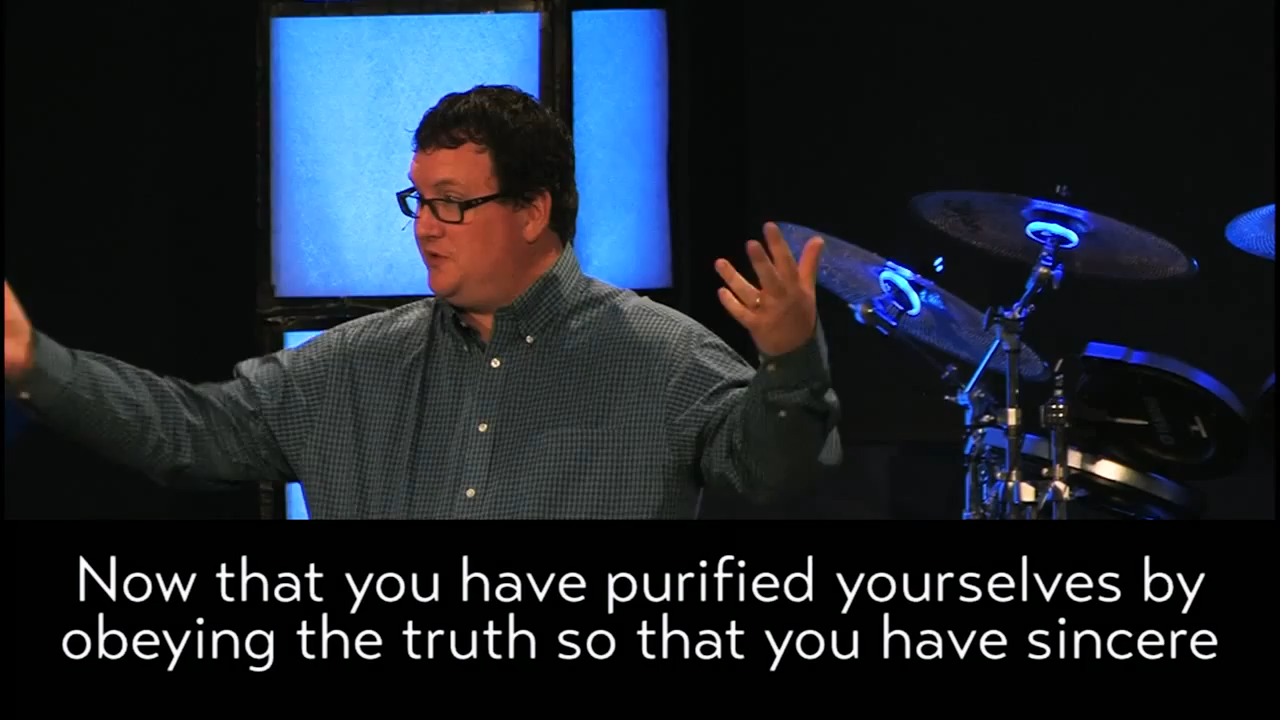 Now that you have purified yourselves by
obeying the truth so that you have sincere